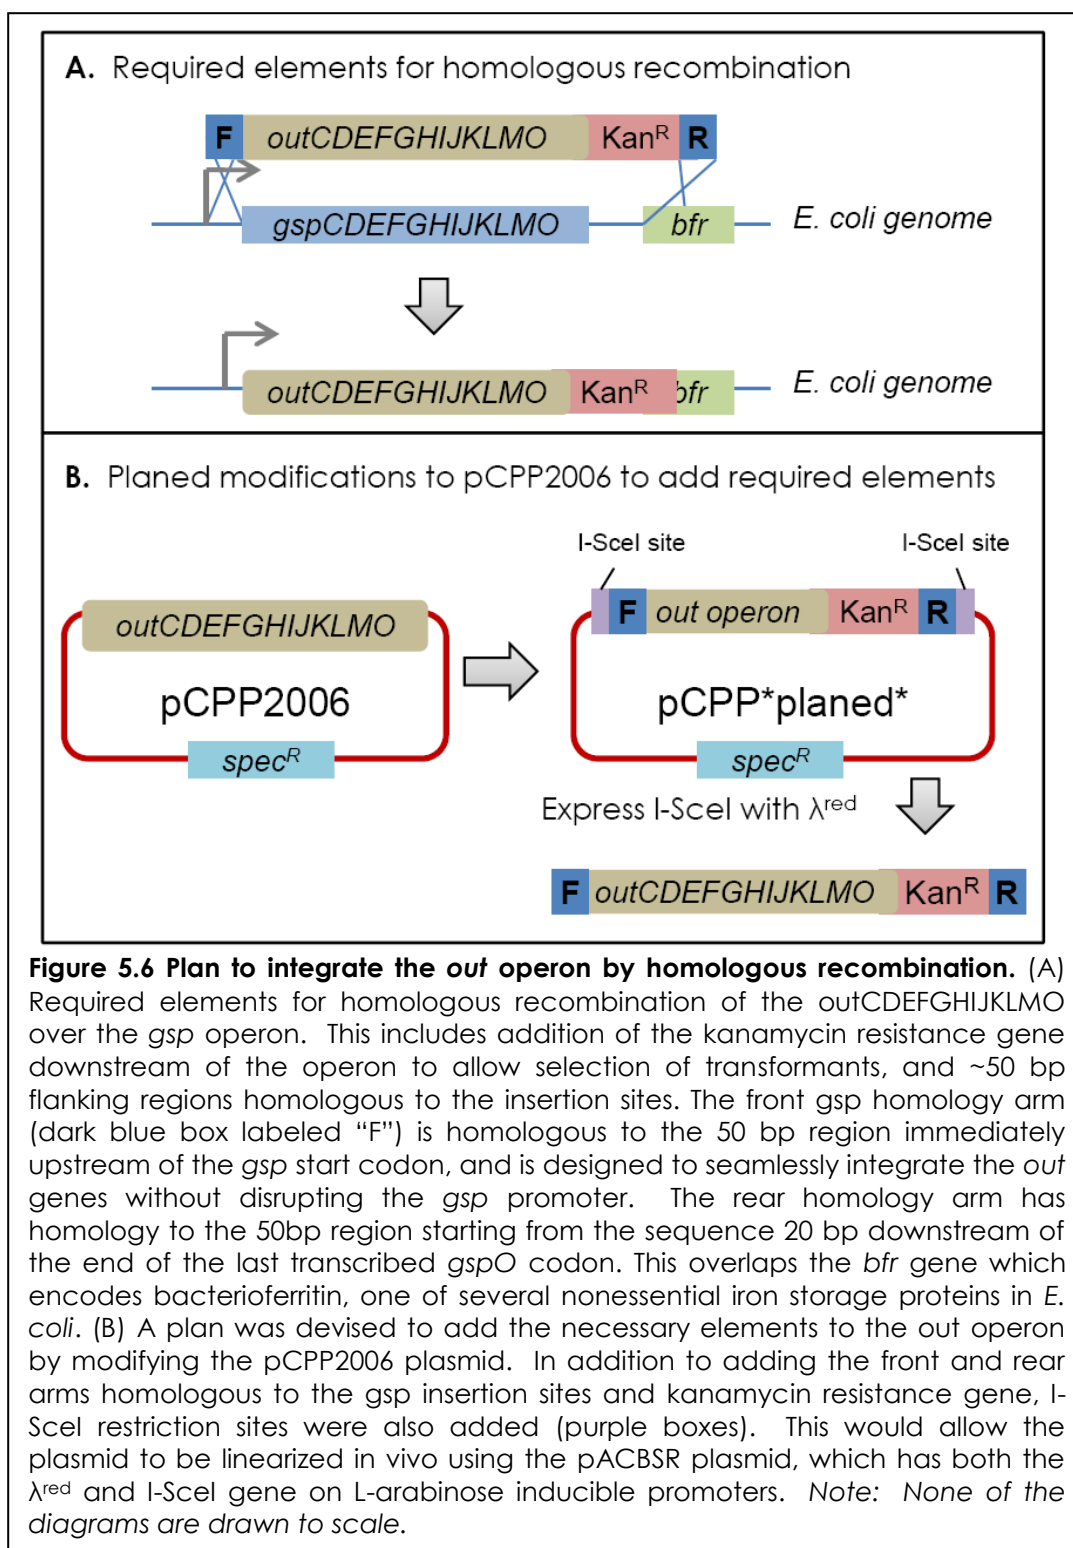 A. Required elements for homologous recombination
F outCDEFGHIJKLMO Kan^R R
gspCDEFGHIJKLMO bfr E. coli genome
outCDEFGHIJKLMO Kan^R bfr E. coli genome
B. Planed modifications to pCPP2006 to add required elements
I-SceI site I-SceI site
outCDEFGHIJKLMO F out operon Kan^R R
pCPP2006 pCPP*planed*
spec^R spec^R
Express I-SceI with λ^red
F outCDEFGHIJKLMO Kan^R R
Figure 5.6 Plan to integrate the out operon by homologous recombination. (A)
Required elements for homologous recombination of the outCDEFGHIJKLMO
over the gsp operon. This includes addition of the kanamycin resistance gene
downstream of the operon to allow selection of transformants, and ~50 bp
flanking regions homologous to the insertion sites. The front gsp homology arm
(dark blue box labeled “F”) is homologous to the 50 bp region immediately
upstream of the gsp start codon, and is designed to seamlessly integrate the out
genes without disrupting the gsp promoter. The rear homology arm has
homology to the 50bp region starting from the sequence 20 bp downstream of
the end of the last transcribed gspO codon. This overlaps the bfr gene which
encodes bacterioferritin, one of several nonessential iron storage proteins in E.
coli. (B) A plan was devised to add the necessary elements to the out operon
by modifying the pCPP2006 plasmid. In addition to adding the front and rear
arms homologous to the gsp insertion sites and kanamycin resistance gene, I-
SceI restriction sites were also added (purple boxes). This would allow the
plasmid to be linearized in vivo using the pACBSR plasmid, which has both the
λ^red and I-SceI gene on L-arabinose inducible promoters. Note: None of the
diagrams are drawn to scale.